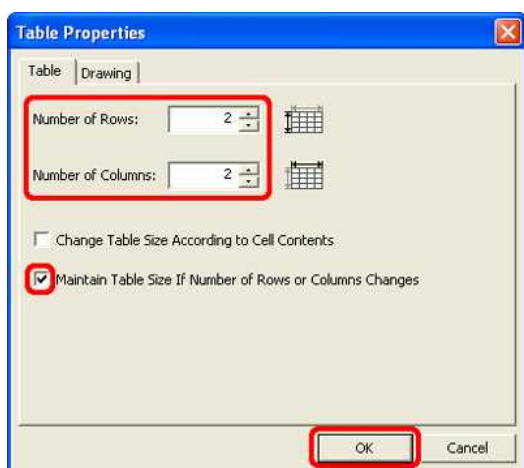 Table Properties
Table Drawing
Number of Rows: 2
Number of Columns: 2
Change Table Size According to Cell Contents
Maintain Table Size If Number of Rows or Columns Changes
OK Cancel